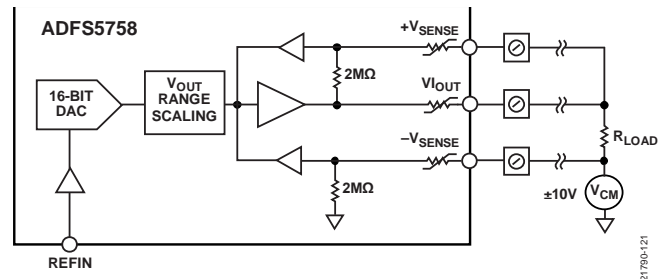 ADFS5758
+VSENSE
2MΩ
16-BIT
DAC
VOUT
RANGE
SCALING
VIOUT
RLOAD
–VSENSE
2MΩ
±10V
VCM
REFIN
21790-121